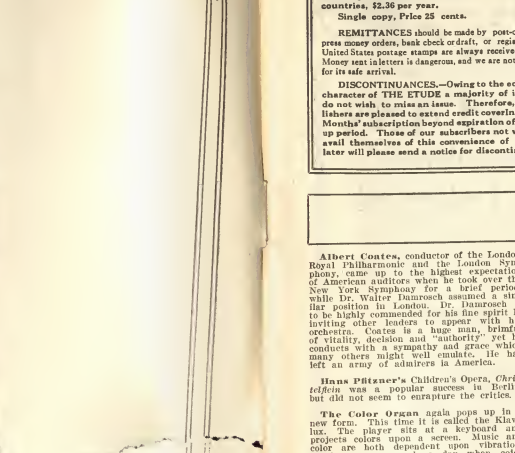 countries, $2.36 per year.
Single copy, Price 25 cents.
REMITTANCES should be made by post-o
press money orders, bank check or draft, or regis
United States postage stamps are always receive
Money sent in letters is dangerous, and we are not
for its safe arrival.
DISCONTINUANCES.—Owing to the ed
character of THE ETUDE a majority of i
do not wish to miss an issue. Therefore,
lishers are pleased to extend credit coverin
Months' subscription beyond expiration of
up period. Those of our subscribers not w
avail themselves of this convenience of
later will please send a notice for discontin
Albert Coates, conductor of the Londo
Royal Philharmonic and the London Sym
phony, came up to the highest expectatio
of American auditors when he took over th
New York Symphony for a brief period
while Dr. Walter Damrosch assumed a sim
ilar position in London. Dr. Damrosch
to be highly commended for his fine spirit i
inviting other leaders to appear with h
orchestra. Coates is a huge man, brimfu
of vitality, decision and "authority" yet h
conducts with a sympathy and grace whic
many others might well emulate. He ha
left an army of admirers in America.
Hans Pfitzner's Children's Opera, Chri
telflein was a popular success in Berli
but did not seem to enrapture the critics.
The Color Organ again pops up in
new form. This time it is called the Klav
lux. The player sits at a keyboard an
projects colors upon a screen. Music an
color are both dependent upon vibratio